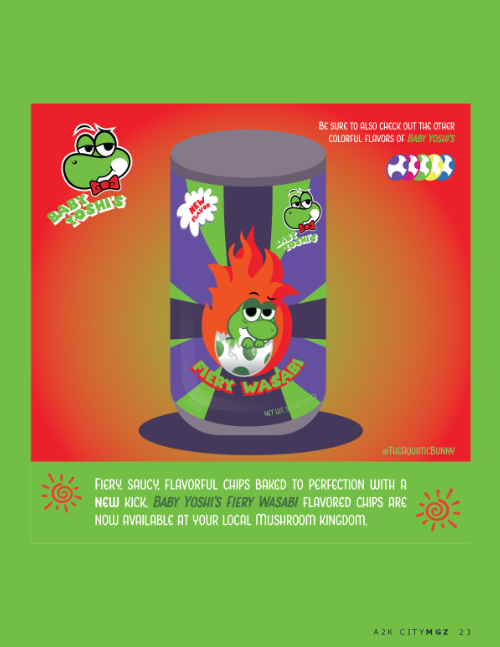 Be sure to also check out the other
colorful flavors of Baby Yoshi's
BABY
YOSHI'S
NEW
FLAVOR
BABY
YOSHI'S
FIERY WASABI
NET WT
@TheAquaticBunny
Fiery, saucy, flavorful chips baked to perfection with a
new kick. Baby Yoshi's Fiery Wasabi flavored chips are
now available at your local Mushroom Kingdom.
A2K CITYMGZ 23